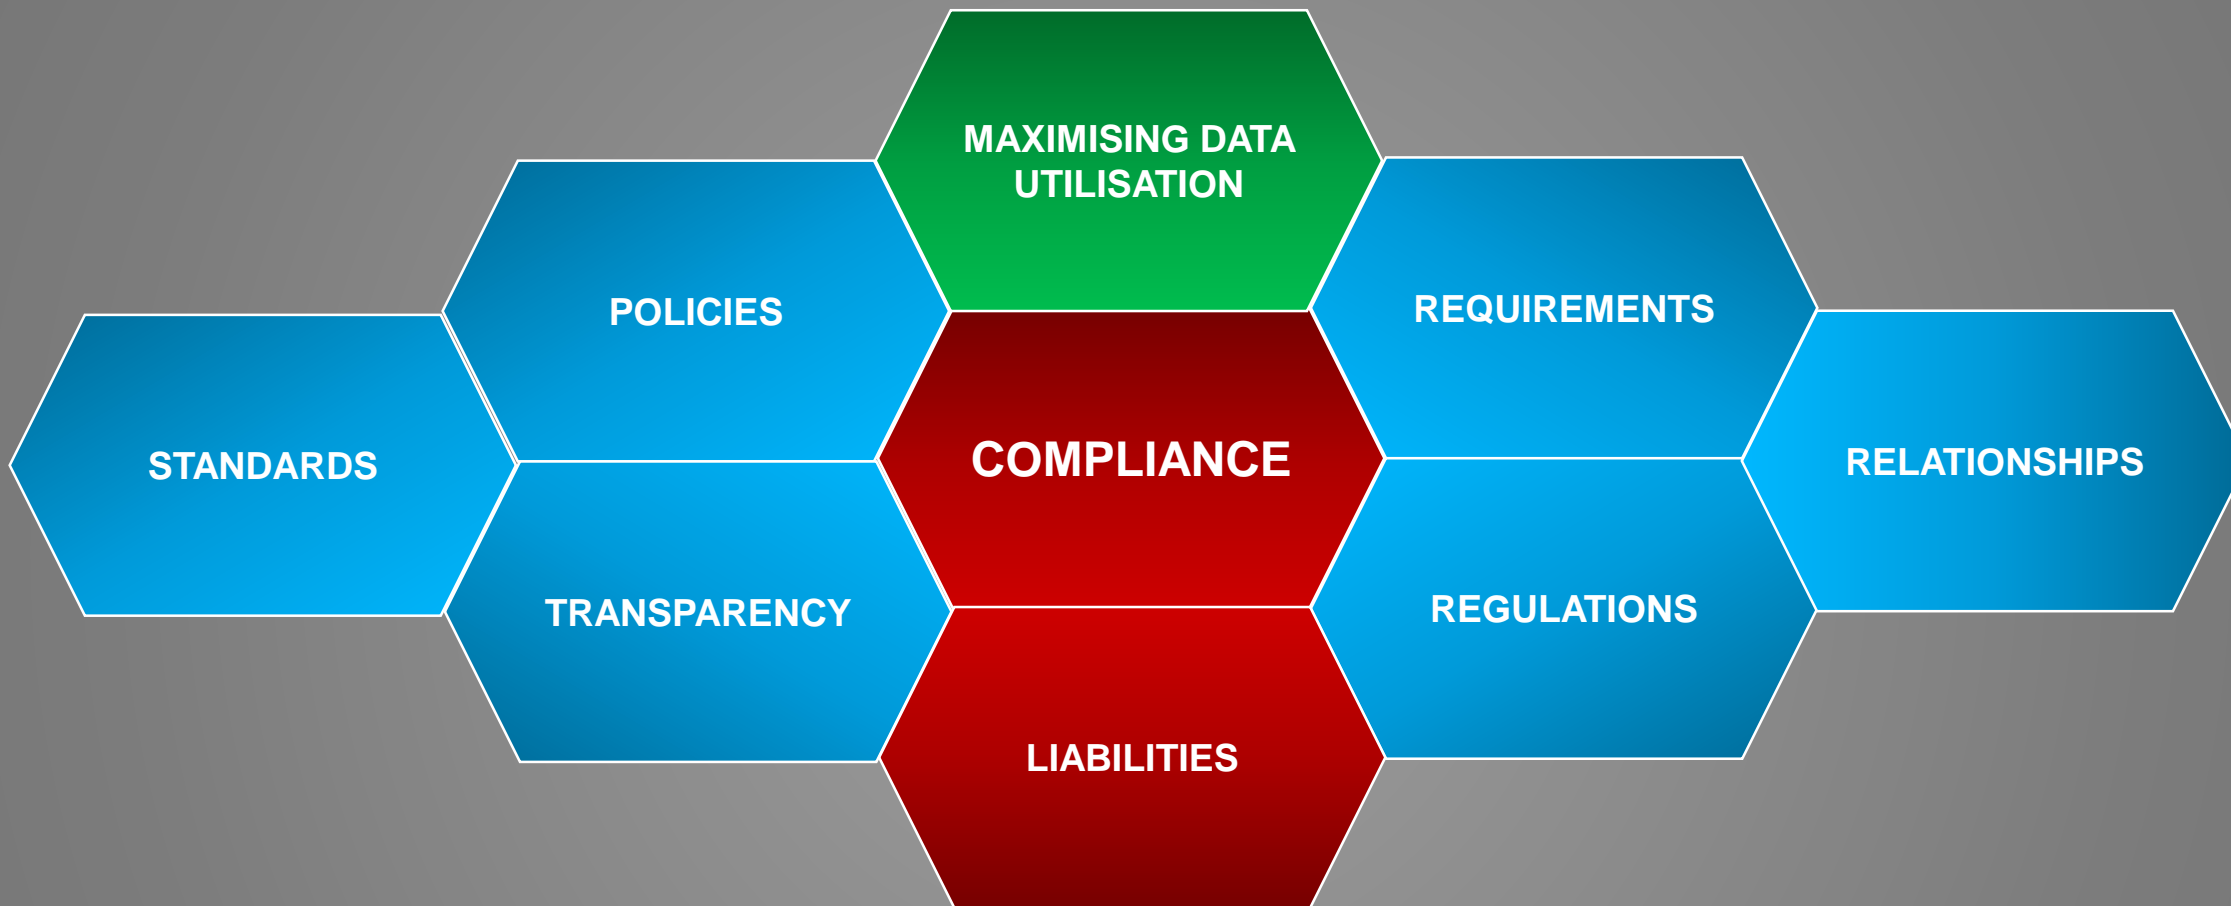 MAXIMISING DATA
UTILISATION
POLICIES
REQUIREMENTS
STANDARDS
COMPLIANCE
RELATIONSHIPS
TRANSPARENCY
REGULATIONS
LIABILITIES